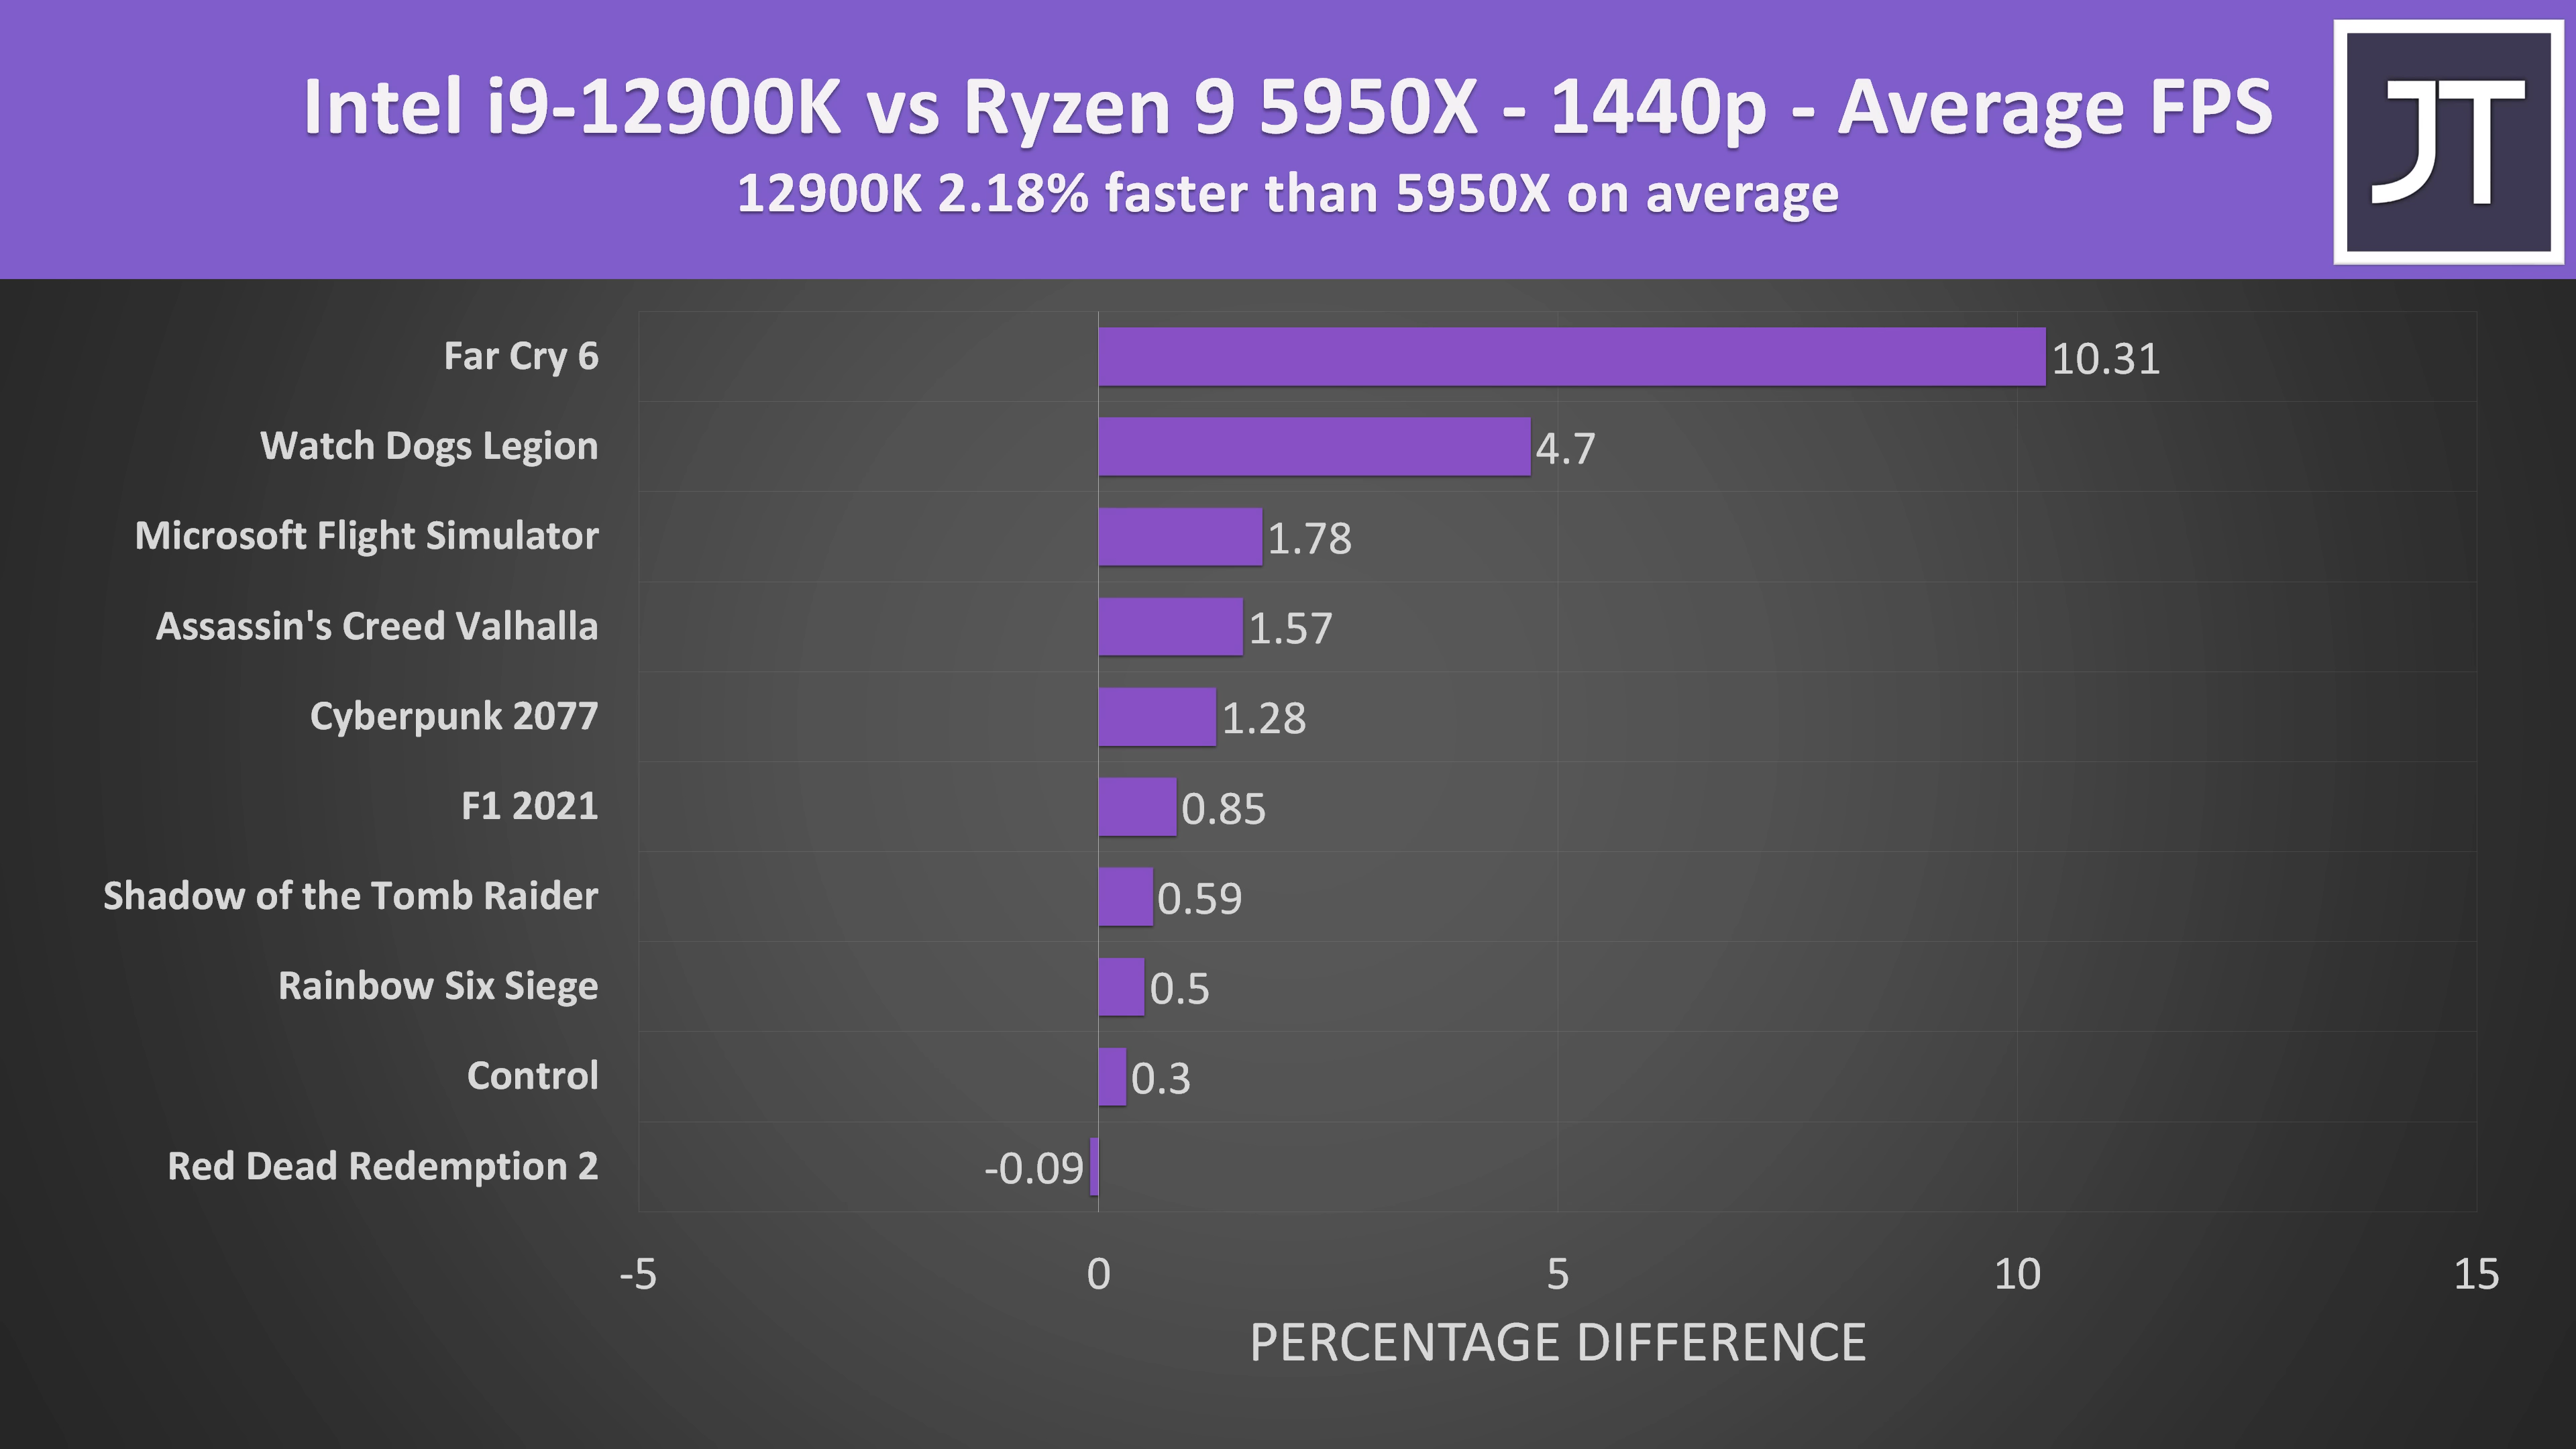 Intel i9-12900K vs Ryzen 9 5950X - 1440p - Average FPS
12900K 2.18% faster than 5950X on average
JT
Far Cry 6 10.31
Watch Dogs Legion 4.7
Microsoft Flight Simulator 1.78
Assassin's Creed Valhalla 1.57
Cyberpunk 2077 1.28
F1 2021 0.85
Shadow of the Tomb Raider 0.59
Rainbow Six Siege 0.5
Control 0.3
Red Dead Redemption 2 -0.09
-5 0 5 10 15
PERCENTAGE DIFFERENCE